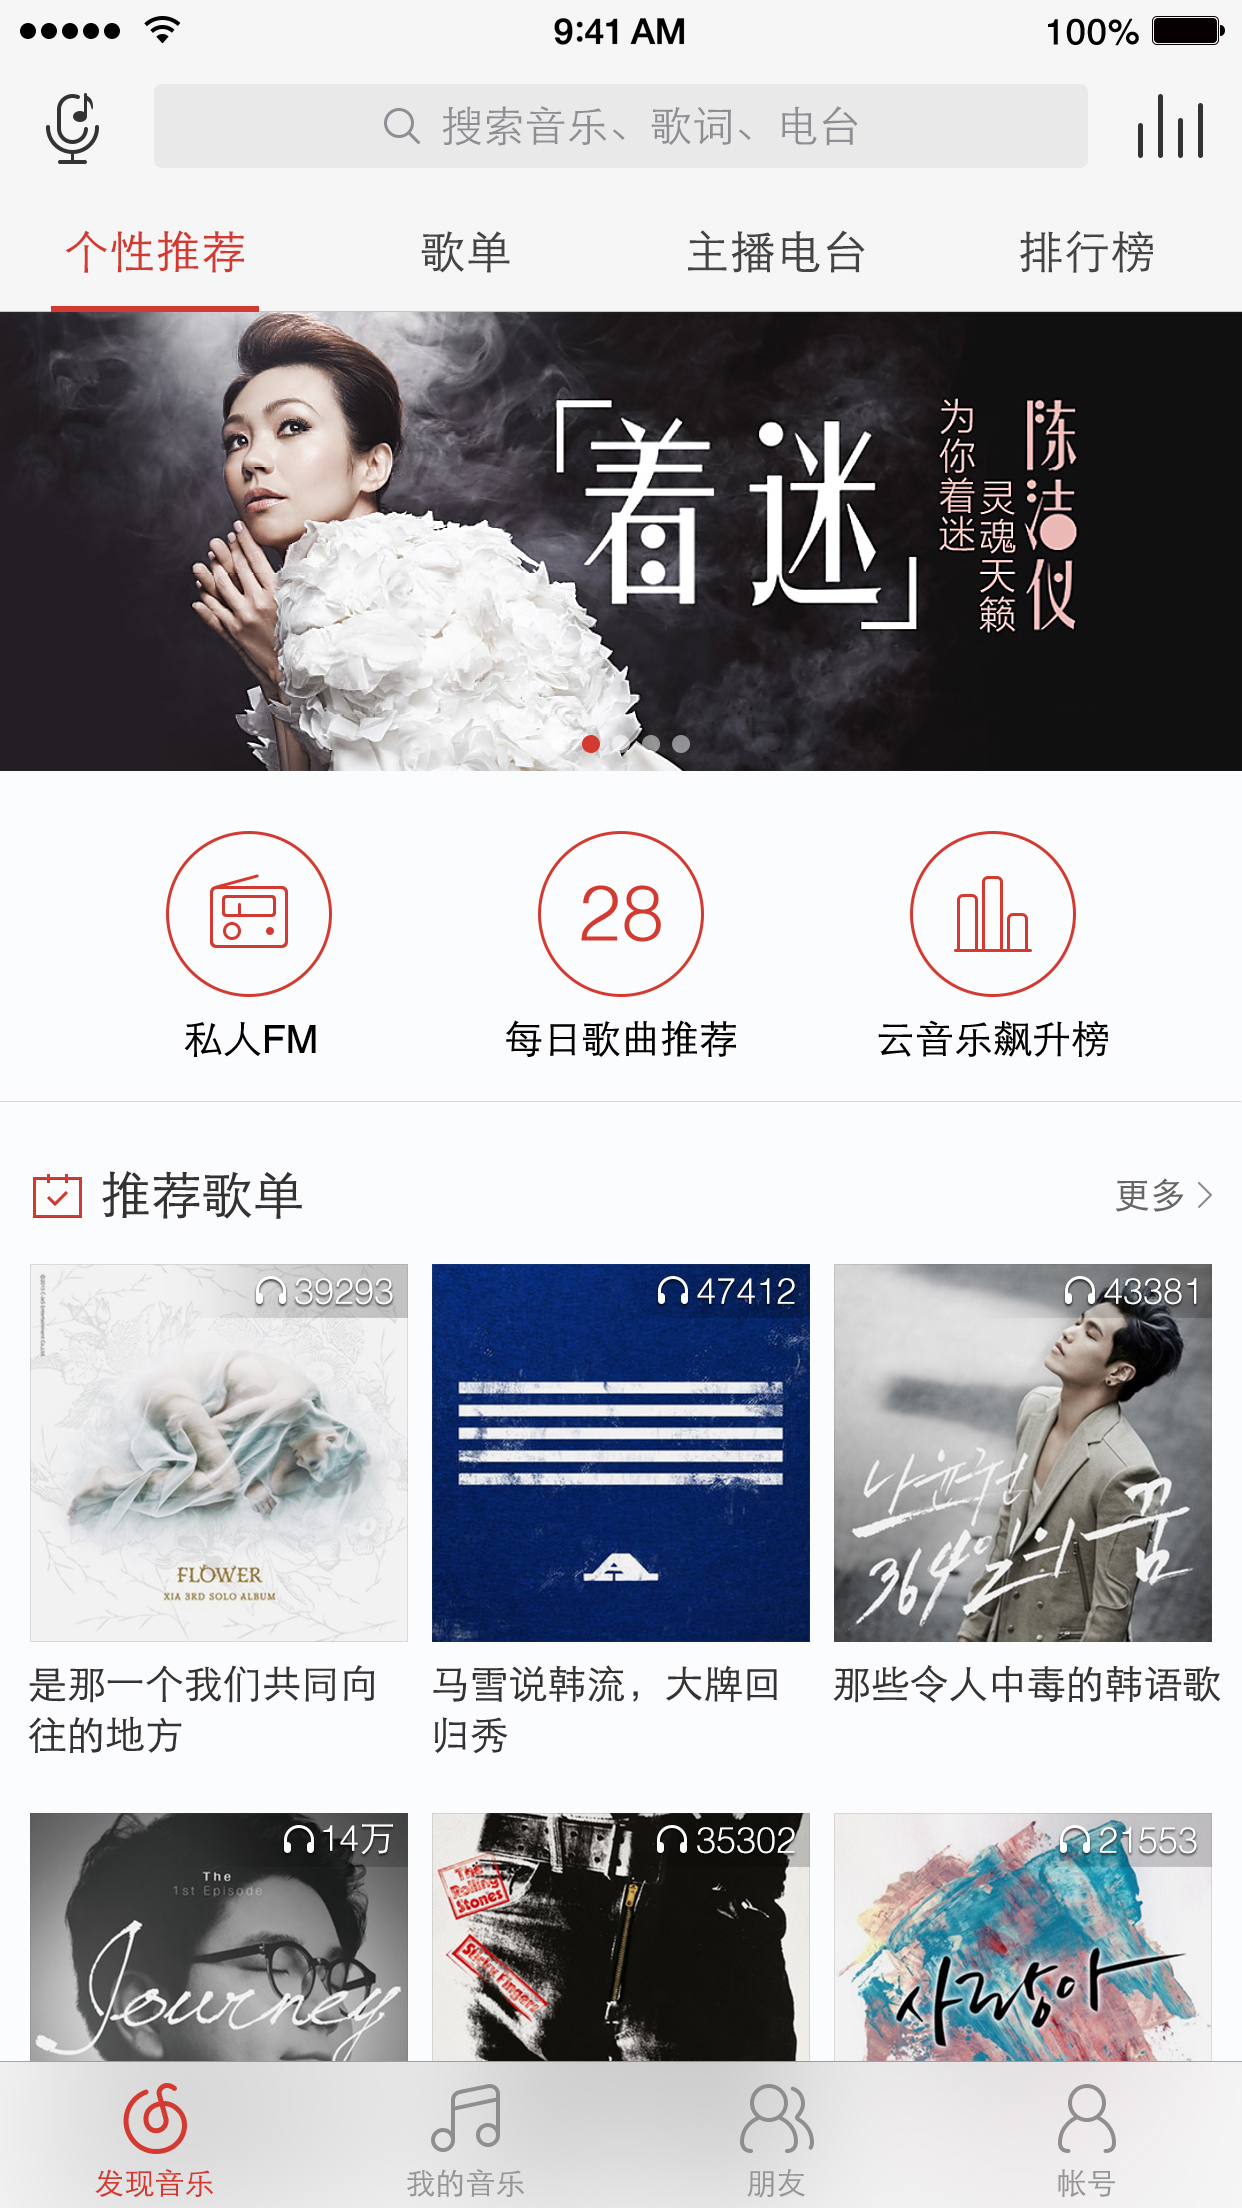 9:41 AM
100%
搜索音乐、歌词、电台
个性推荐
歌单
主播电台
排行榜
「着迷」
为你着迷
灵魂天籁
陈洁仪
28
私人FM
每日歌曲推荐
云音乐飙升榜
推荐歌单
更多
39293
FLOWER
XIA 3RD SOLO ALBUM
47412
A
43381
나윤권
364일의 꿈
是那一个我们共同向
往的地方
马雪说韩流，大牌回
归秀
那些令人中毒的韩语歌
14万
The
1st Episode
Journey
35302
The
Rolling
Stones
Sticky Fingers
21553
사랑아
发现音乐
我的音乐
朋友
帐号